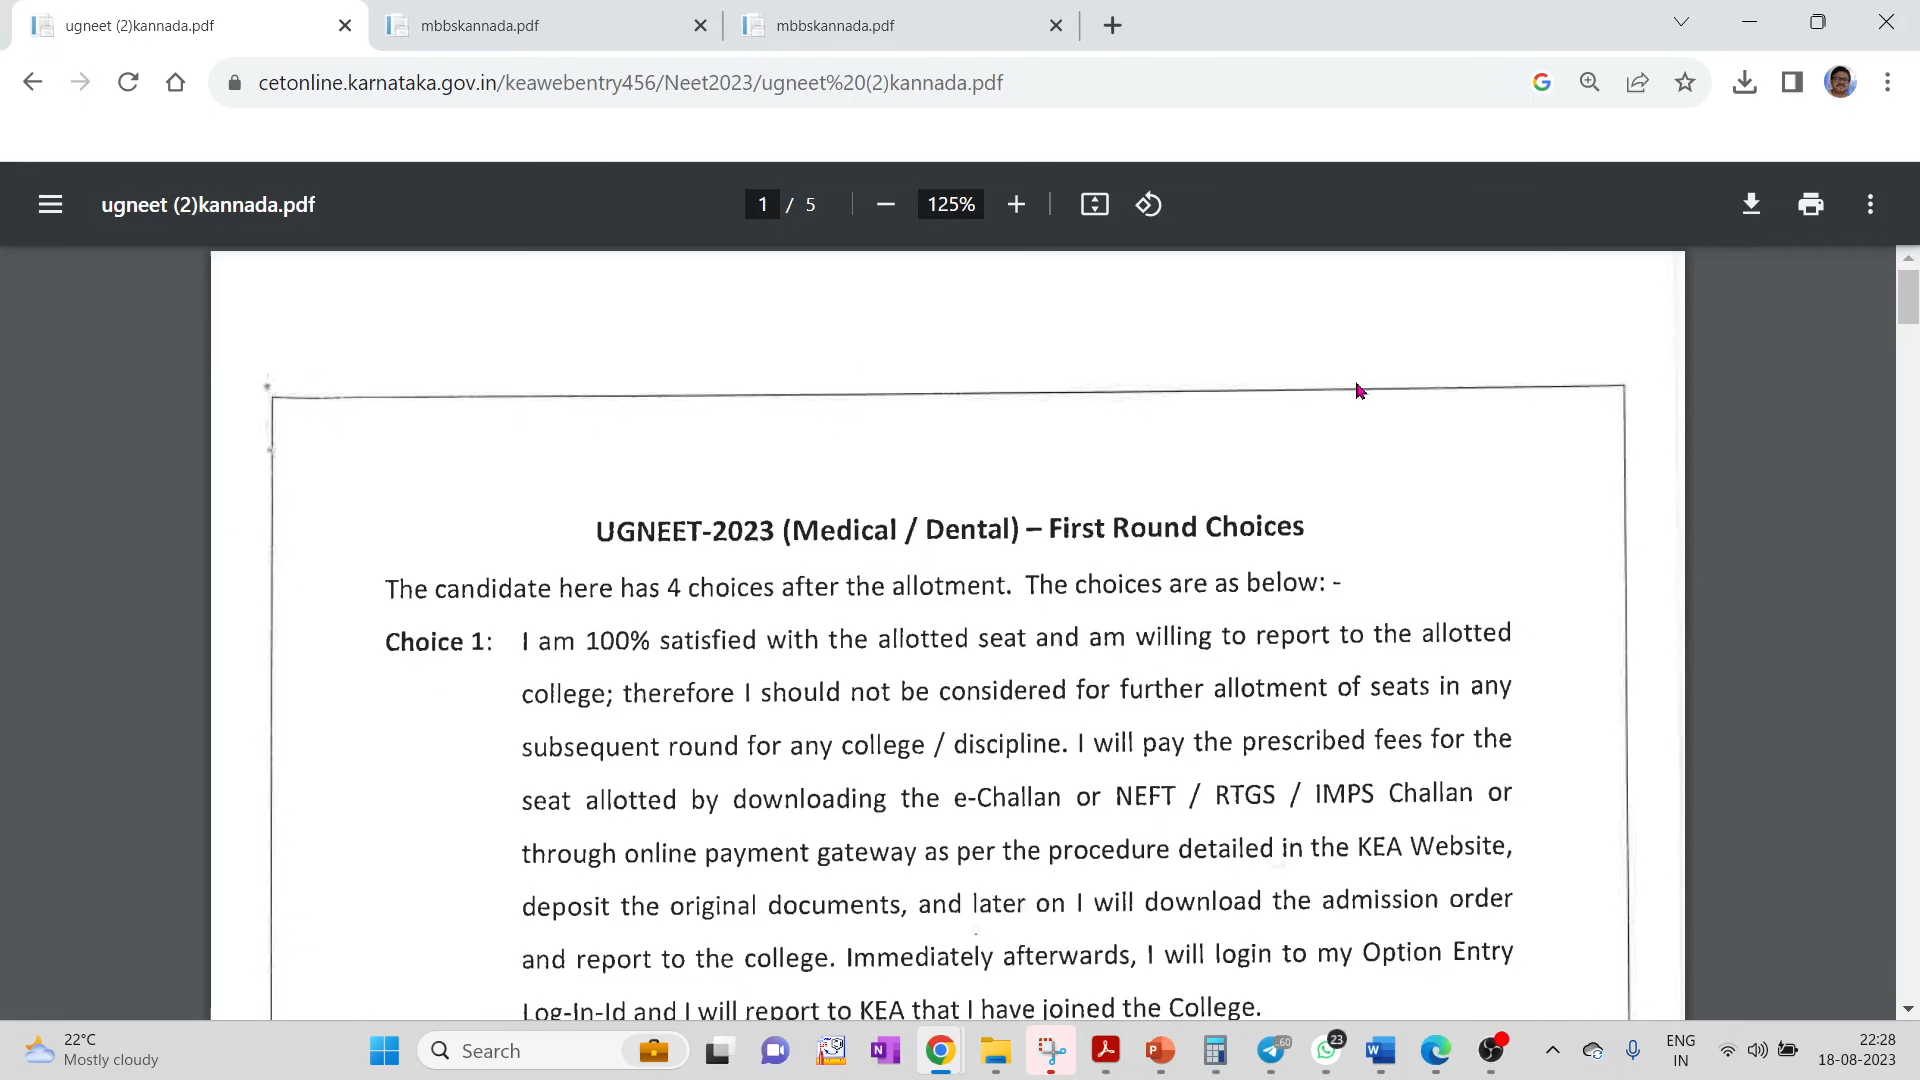 ugneet (2)kannada.pdf
mbbskannada.pdf
mbbskannada.pdf
cetonline.karnataka.gov.in/keawebentry456/Neet2023/ugneet%20(2)kannada.pdf
ugneet (2)kannada.pdf
1 / 5
125%
UGNEET-2023 (Medical / Dental) – First Round Choices
The candidate here has 4 choices after the allotment. The choices are as below: -
Choice 1: I am 100% satisfied with the allotted seat and am willing to report to the allotted
college; therefore I should not be considered for further allotment of seats in any
subsequent round for any college / discipline. I will pay the prescribed fees for the
seat allotted by downloading the e-Challan or NEFT / RTGS / IMPS Challan or
through online payment gateway as per the procedure detailed in the KEA Website,
deposit the original documents, and later on I will download the admission order
and report to the college. Immediately afterwards, I will login to my Option Entry
Log-In-Id and I will report to KEA that I have joined the College.
22°C
Mostly cloudy
Search
N
60
23
W
ENG
IN
22:28
18-08-2023